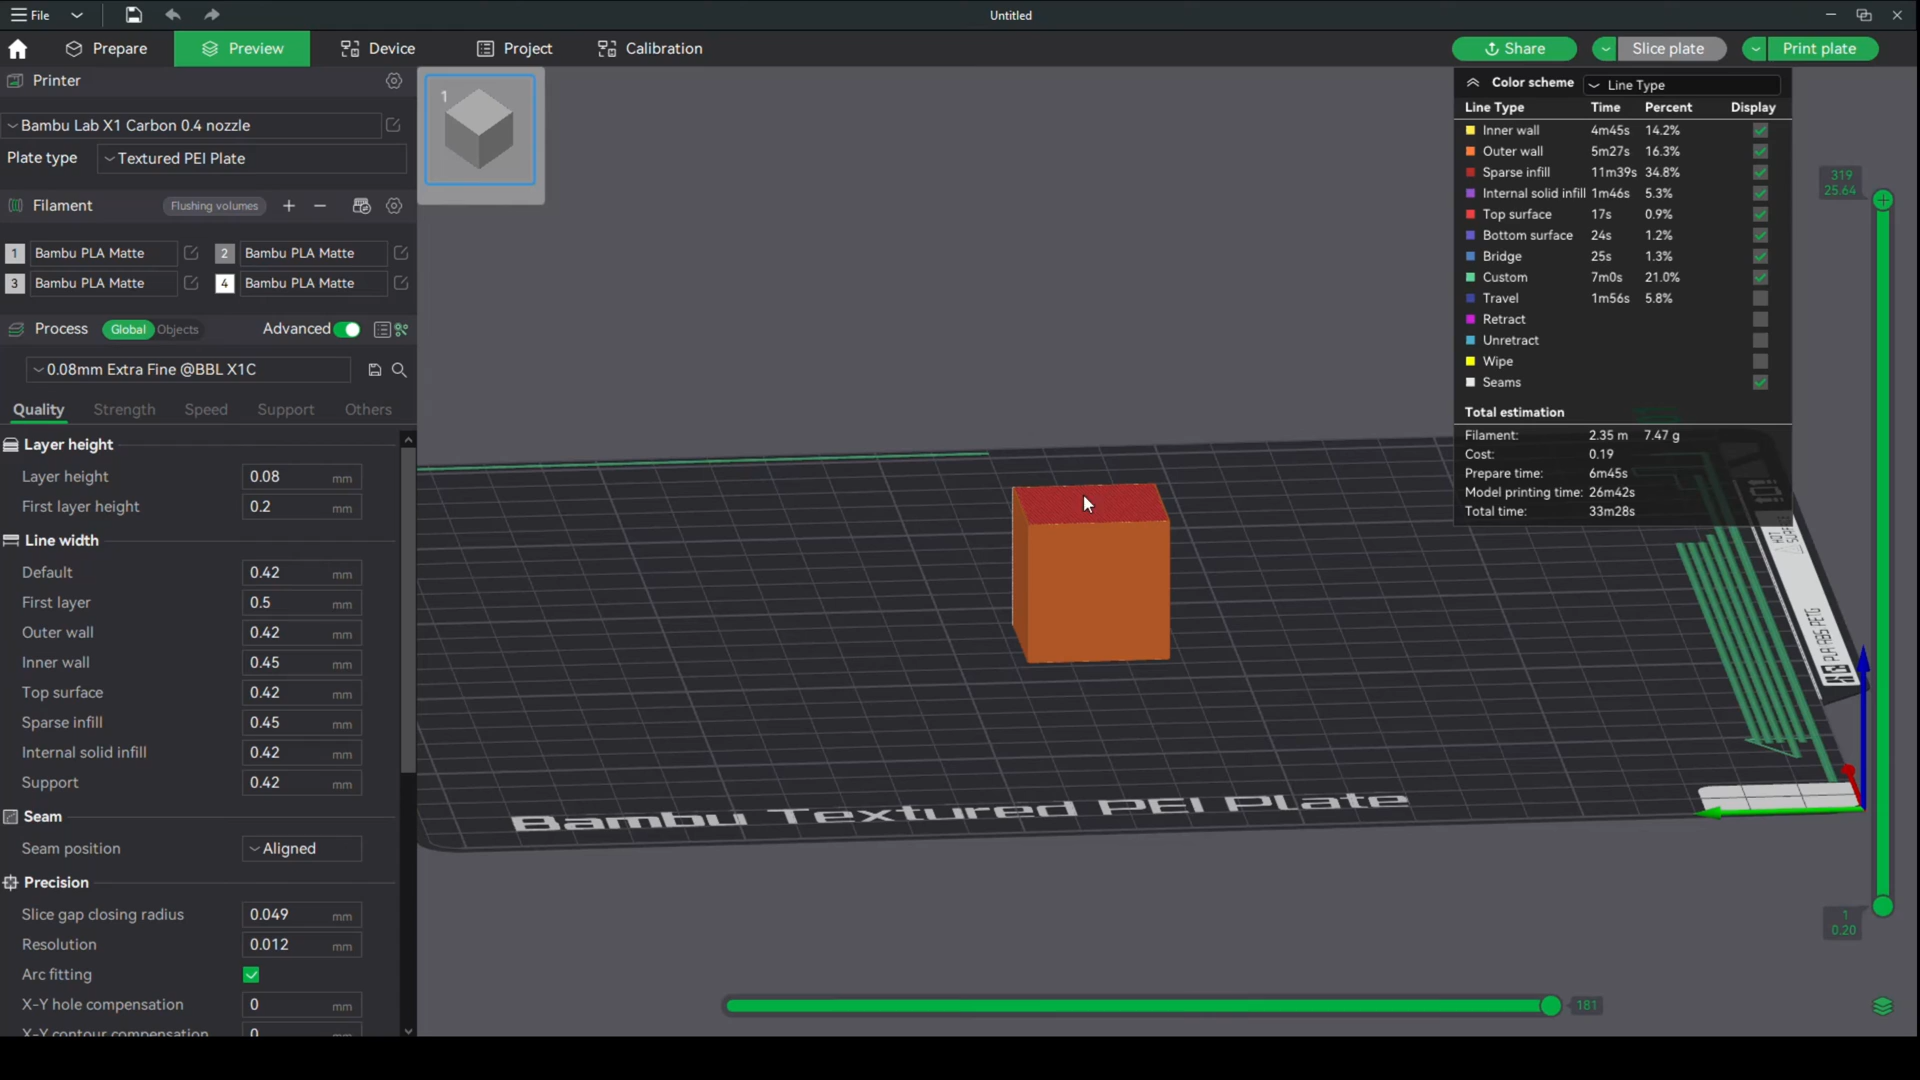 File
Untitled
Prepare
Preview
Device
Project
Calibration
Share
Slice plate
Print plate
Printer
Bambu Lab X1 Carbon 0.4 nozzle
Plate type
Textured PEI Plate
Filament
Flushing volumes
1 Bambu PLA Matte
2 Bambu PLA Matte
3 Bambu PLA Matte
4 Bambu PLA Matte
Process
Global
Objects
Advanced
0.08mm Extra Fine @BBL X1C
Quality
Strength
Speed
Support
Others
Layer height
Layer height 0.08 mm
First layer height 0.2 mm
Line width
Default 0.42 mm
First layer 0.5 mm
Outer wall 0.42 mm
Inner wall 0.45 mm
Top surface 0.42 mm
Sparse infill 0.45 mm
Internal solid infill 0.42 mm
Support 0.42 mm
Seam
Seam position Aligned
Precision
Slice gap closing radius 0.049 mm
Resolution 0.012 mm
Arc fitting
X-Y hole compensation 0 mm
X-Y contour compensation 0 mm
1
Color scheme Line Type
Line Type Time Percent Display
Inner wall 4m45s 14.2%
Outer wall 5m27s 16.3%
Sparse infill 11m39s 34.8%
Internal solid infill 1m46s 5.3%
Top surface 17s 0.9%
Bottom surface 24s 1.2%
Bridge 25s 1.3%
Custom 7m0s 21.0%
Travel 1m56s 5.8%
Retract
Unretract
Wipe
Seams
Total estimation
Filament: 2.35 m 7.47 g
Cost: 0.19
Prepare time: 6m45s
Model printing time: 26m42s
Total time: 33m28s
319
25.64
PLA ABS PETG
Bambu Textured PEI Plate
1
0.20
181